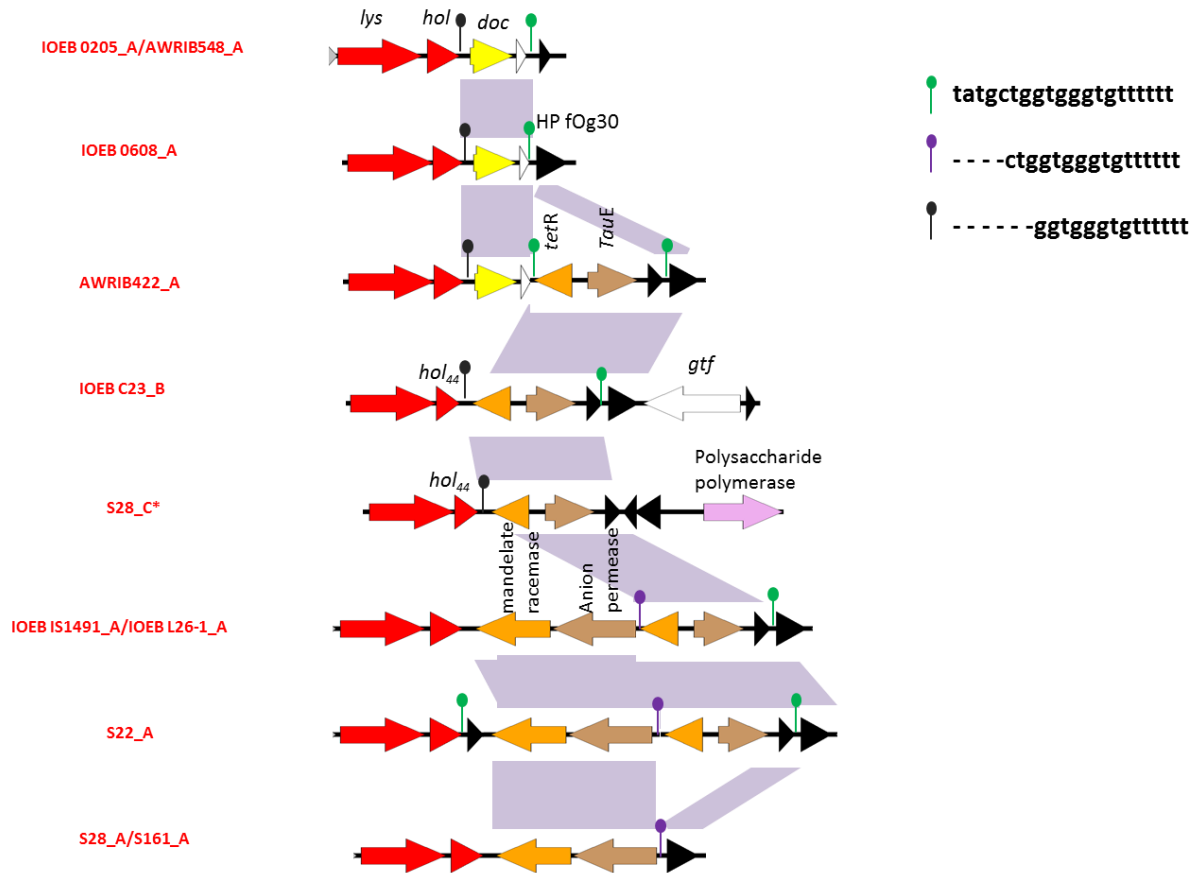 lys hol doc
IOEB 0205_A/AWRIB548_A
tatgctggtgggtgtttttt
HP fOg30
IOEB 0608_A
- - - -ctggtgggtgtttttt
- - - - - -ggtgggtgtttttt
tetR
TauE
AWRIB422_A
gtf
hol44
IOEB C23_B
Polysaccharide
polymerase
hol44
S28_C*
mandelate
racemase
Anion
permease
IOEB IS1491_A/IOEB L26-1_A
S22_A
S28_A/S161_A